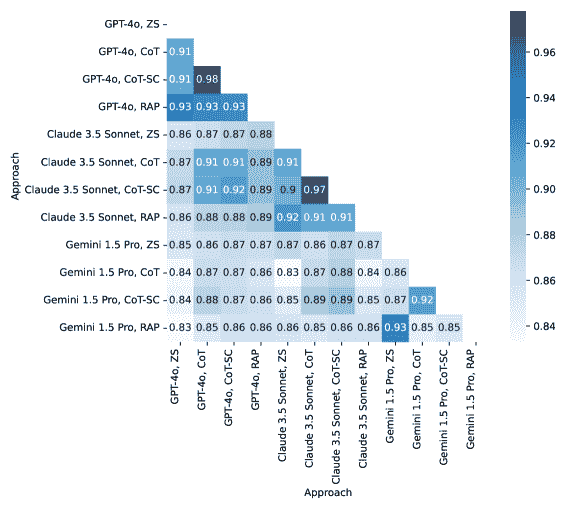 GPT-4o, ZS
GPT-4o, CoT 0.91
GPT-4o, CoT-SC 0.91 0.98
GPT-4o, RAP 0.93 0.93 0.93
Claude 3.5 Sonnet, ZS 0.86 0.87 0.87 0.88
Claude 3.5 Sonnet, CoT 0.87 0.91 0.91 0.89 0.91
Claude 3.5 Sonnet, CoT-SC 0.87 0.91 0.92 0.89 0.9 0.97
Claude 3.5 Sonnet, RAP 0.86 0.88 0.88 0.89 0.92 0.91 0.91
Gemini 1.5 Pro, ZS 0.85 0.86 0.87 0.87 0.87 0.86 0.87 0.87
Gemini 1.5 Pro, CoT 0.84 0.87 0.87 0.86 0.83 0.87 0.88 0.84 0.86
Gemini 1.5 Pro, CoT-SC 0.84 0.88 0.87 0.86 0.85 0.89 0.89 0.85 0.87 0.92
Gemini 1.5 Pro, RAP 0.83 0.85 0.86 0.86 0.86 0.85 0.86 0.86 0.93 0.85 0.85
Approach
GPT-4o, ZS
GPT-4o, CoT
GPT-4o, CoT-SC
GPT-4o, RAP
Claude 3.5 Sonnet, ZS
Claude 3.5 Sonnet, CoT
Claude 3.5 Sonnet, CoT-SC
Claude 3.5 Sonnet, RAP
Gemini 1.5 Pro, ZS
Gemini 1.5 Pro, CoT
Gemini 1.5 Pro, CoT-SC
Gemini 1.5 Pro, RAP
Approach
0.96
0.94
0.92
0.90
0.88
0.86
0.84